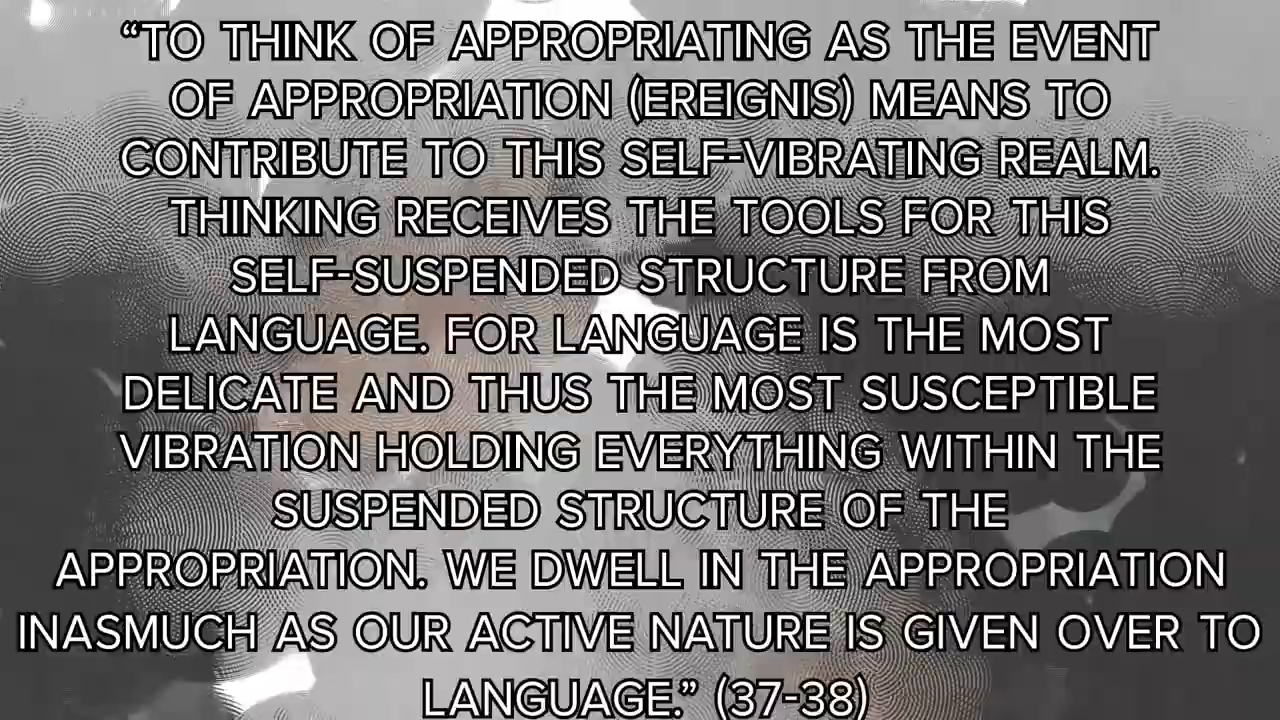 “TO THINK OF APPROPRIATING AS THE EVENT
OF APPROPRIATION (EREIGNIS) MEANS TO
CONTRIBUTE TO THIS SELF-VIBRATING REALM.
THINKING RECEIVES THE TOOLS FOR THIS
SELF-SUSPENDED STRUCTURE FROM
LANGUAGE. FOR LANGUAGE IS THE MOST
DELICATE AND THUS THE MOST SUSCEPTIBLE
VIBRATION HOLDING EVERYTHING WITHIN THE
SUSPENDED STRUCTURE OF THE
APPROPRIATION. WE DWELL IN THE APPROPRIATION
INASMUCH AS OUR ACTIVE NATURE IS GIVEN OVER TO
LANGUAGE.” (37-38)